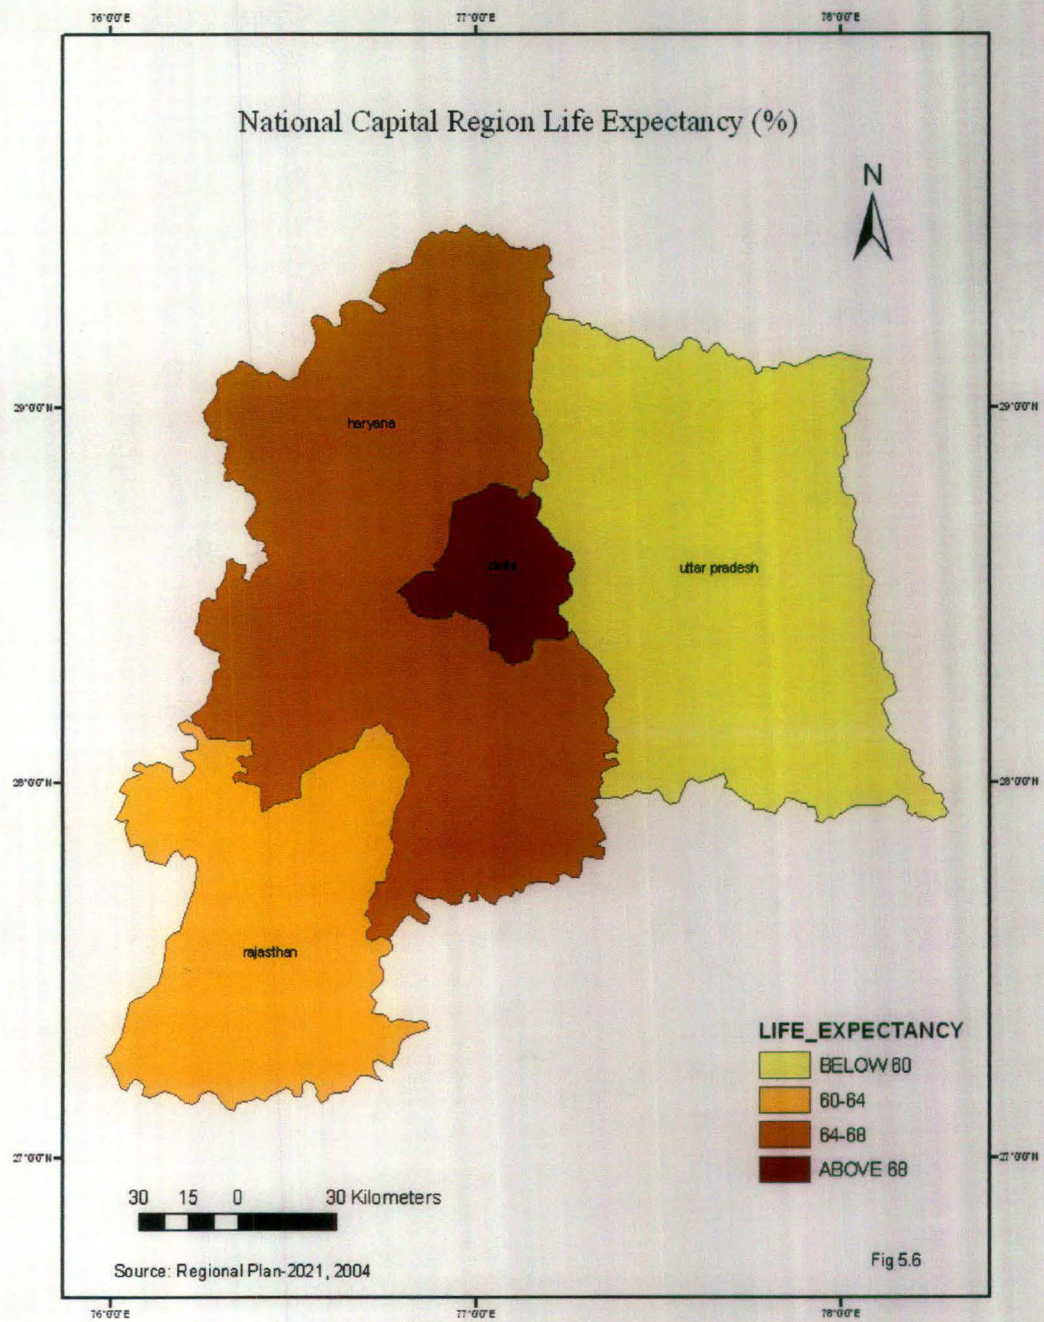 76°0'0"E 77°0'0"E 78°0'0"E
National Capital Region Life Expectancy (%)
N
29°0'0"N 29°0'0"N
haryana
delhi
uttar pradesh
28°0'0"N 28°0'0"N
rajasthan
LIFE_EXPECTANCY
BELOW 60
60-64
64-68
ABOVE 68
27°0'0"N 27°0'0"N
30 15 0 30 Kilometers
Source: Regional Plan-2021, 2004
Fig 5.6
76°0'0"E 77°0'0"E 78°0'0"E